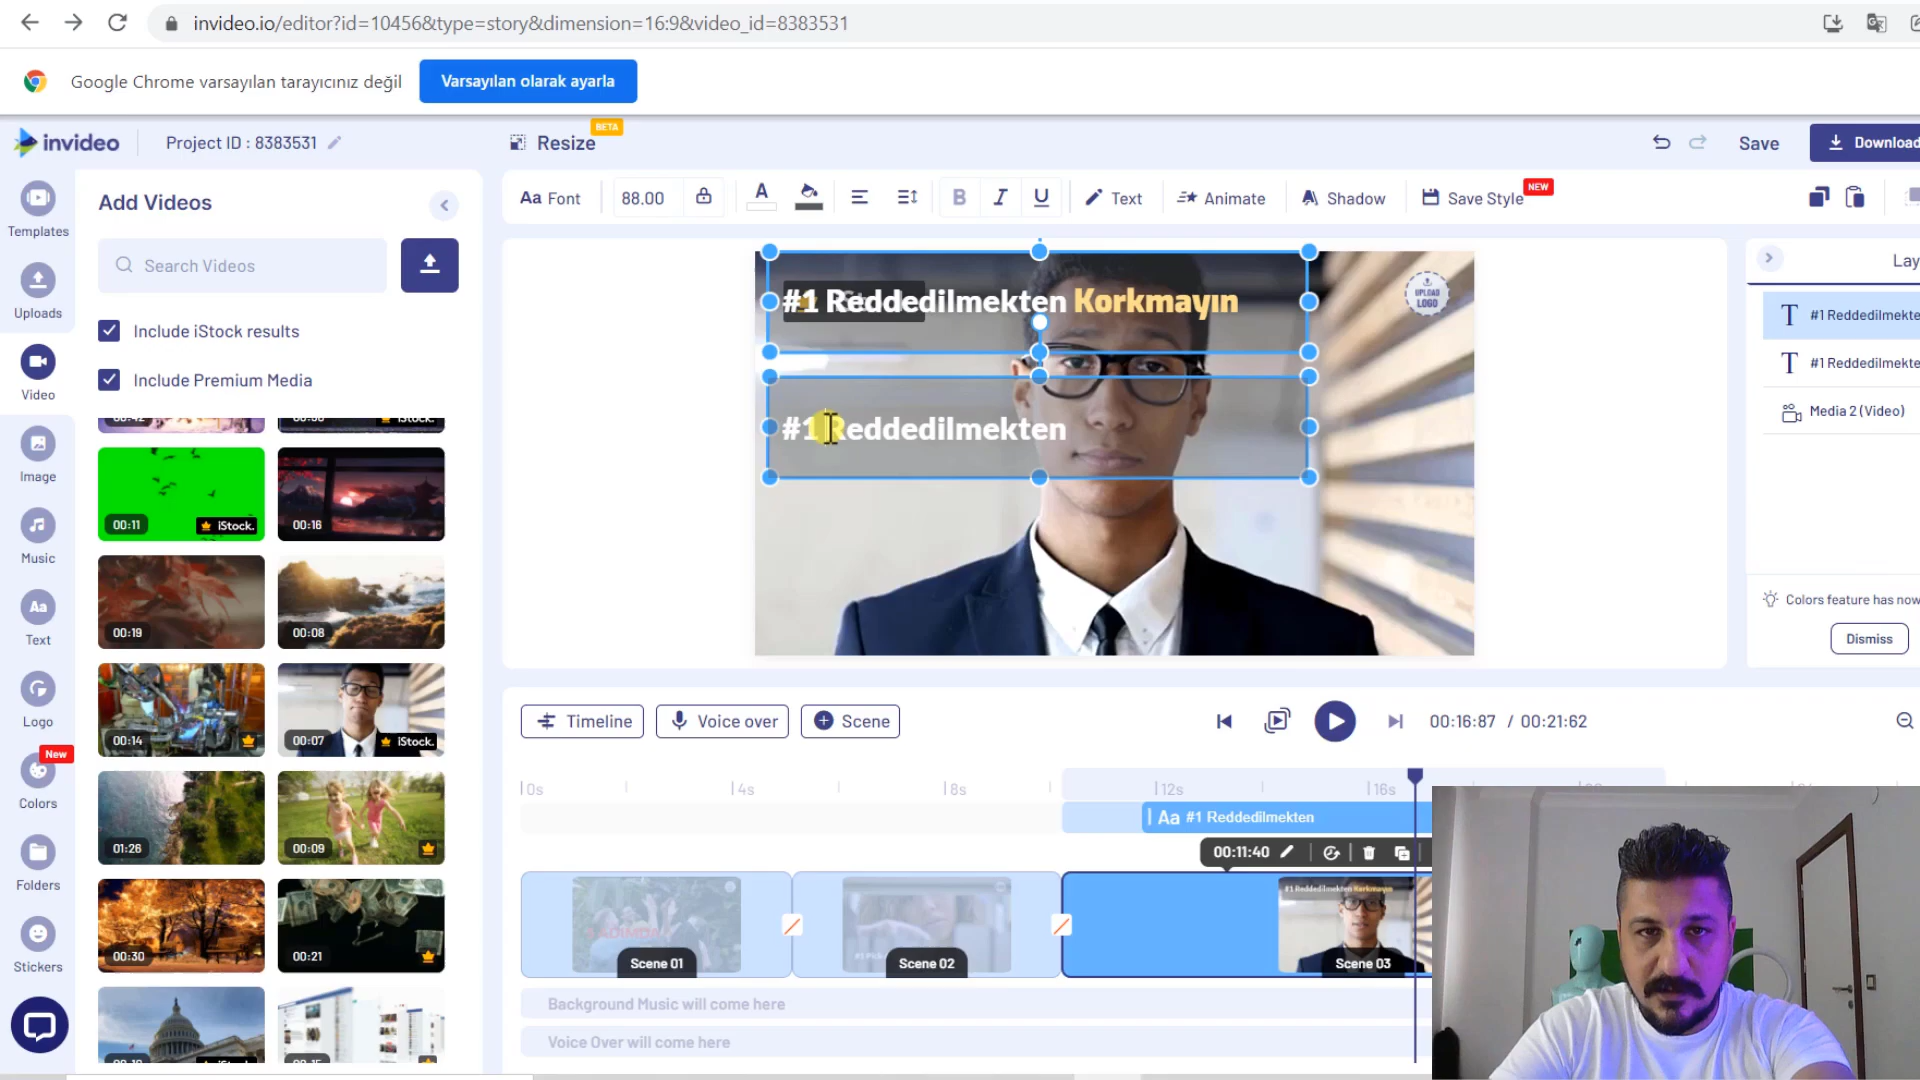 invideo.io/editor?id=10456&type=story&dimension=16:9&video_id=8383531
Google Chrome varsayılan tarayıcınız değil
Varsayılan olarak ayarla
invideo
Project ID : 8383531
Resize
BETA
Save
Download
Templates
Uploads
Video
Image
Music
Text
Logo
New
Colors
Folders
Stickers
Add Videos
Search Videos
Include iStock results
Include Premium Media
iStock.
00:11
iStock.
00:16
00:19
00:08
00:14
00:07
iStock.
01:26
00:09
00:30
00:21
Aa Font
88.00
A
B
I
U
Text
Animate
Shadow
Save Style
NEW
#1 Reddedilmekten Korkmayın
UPLOAD
LOGO
#1 Reddedilmekten
Lay
T #1 Reddedilmekte
T #1 Reddedilmekte
Media 2 (Video)
Colors feature has now
Dismiss
Timeline
Voice over
Scene
00:16:87 / 00:21:62
0s
4s
8s
12s
16s
Aa #1 Reddedilmekten
00:11:40
Scene 01
Scene 02
#1 Reddedilmekten Korkmayın
Scene 03
Background Music will come here
Voice Over will come here